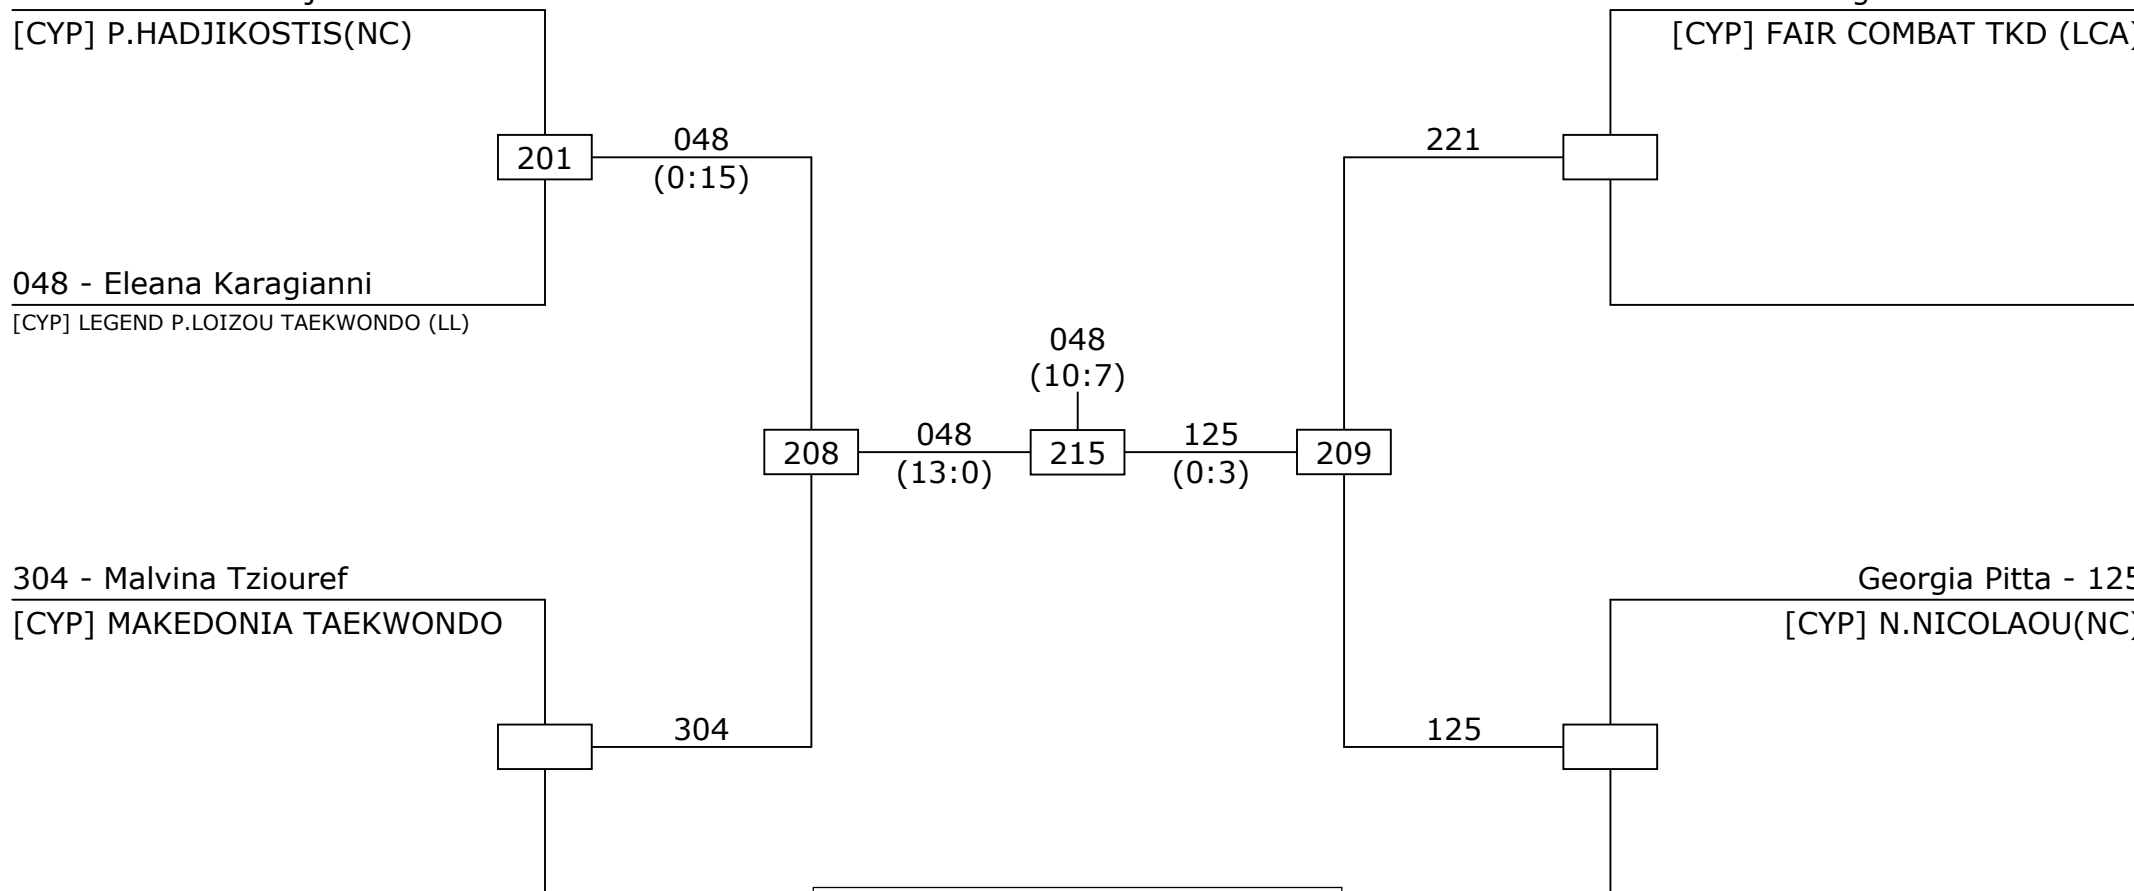 [CYP] P.HADJIKOSTIS(NC)
[CYP] FAIR COMBAT TKD (LCA)
201
048
(0:15)
221
048 - Eleana Karagianni
[CYP] LEGEND P.LOIZOU TAEKWONDO (LL)
048
(10:7)
208
048
(13:0)
215
125
(0:3)
209
304 - Malvina Tziouref
[CYP] MAKEDONIA TAEKWONDO
Georgia Pitta - 125
[CYP] N.NICOLAOU(NC)
304
125